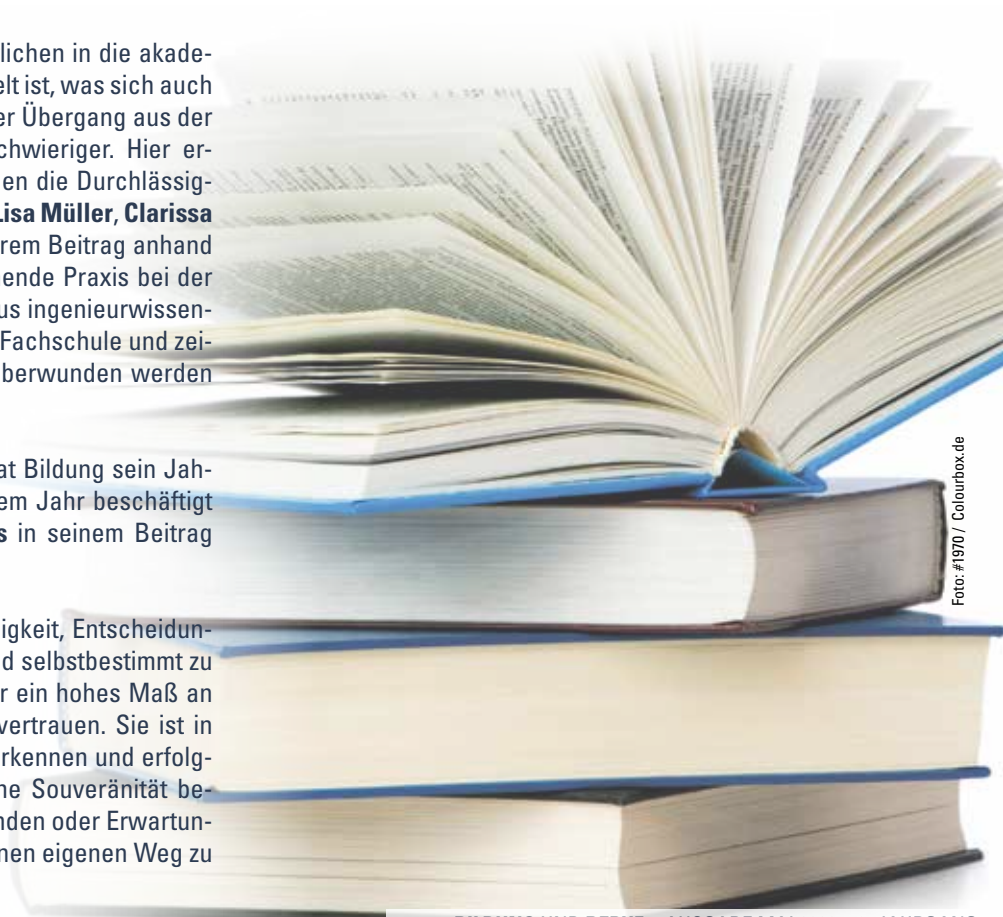 lichen in die akade-
elt ist, was sich auch
er Übergang aus der
chwieriger. Hier er-
en die Durchlässig-
Lisa Müller, Clarissa
rem Beitrag anhand
ende Praxis bei der
us ingenieurwissen-
Fachschule und zei-
überwunden werden
at Bildung sein Jah-
em Jahr beschäftigt
s in seinem Beitrag
igkeit, Entscheidun-
d selbstbestimmt zu
r ein hohes Maß an
vertrauen. Sie ist in
rkennen und erfolg-
ne Souveränität be-
nden oder Erwartun-
nen eigenen Weg zu
Foto: #1970 / Colourbox.de